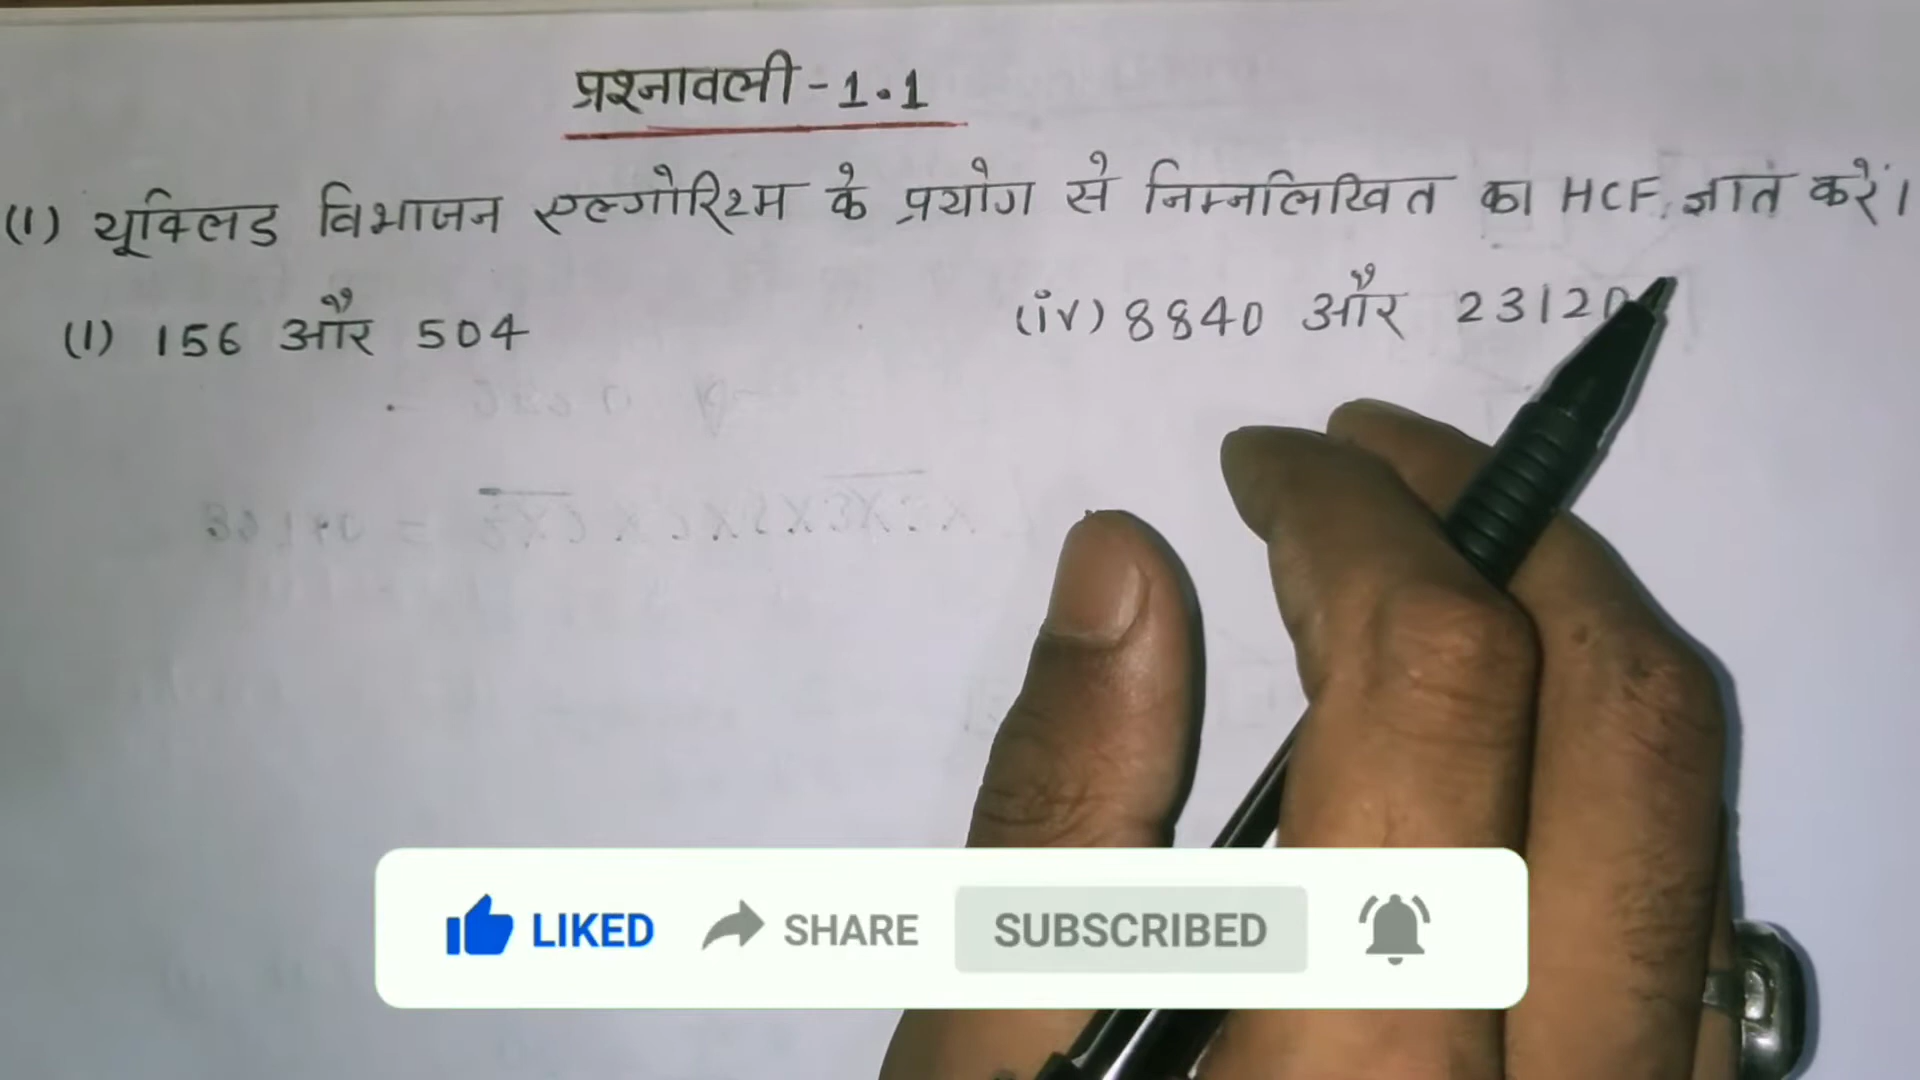 प्रश्नावली - 1.1
(1) यूक्लिड विभाजन एल्गोरिथ्म के प्रयोग से निम्नलिखित का HCF ज्ञात करें।
(1) 156 और 504 (iv) 8840 और 23120
LIKED SHARE SUBSCRIBED